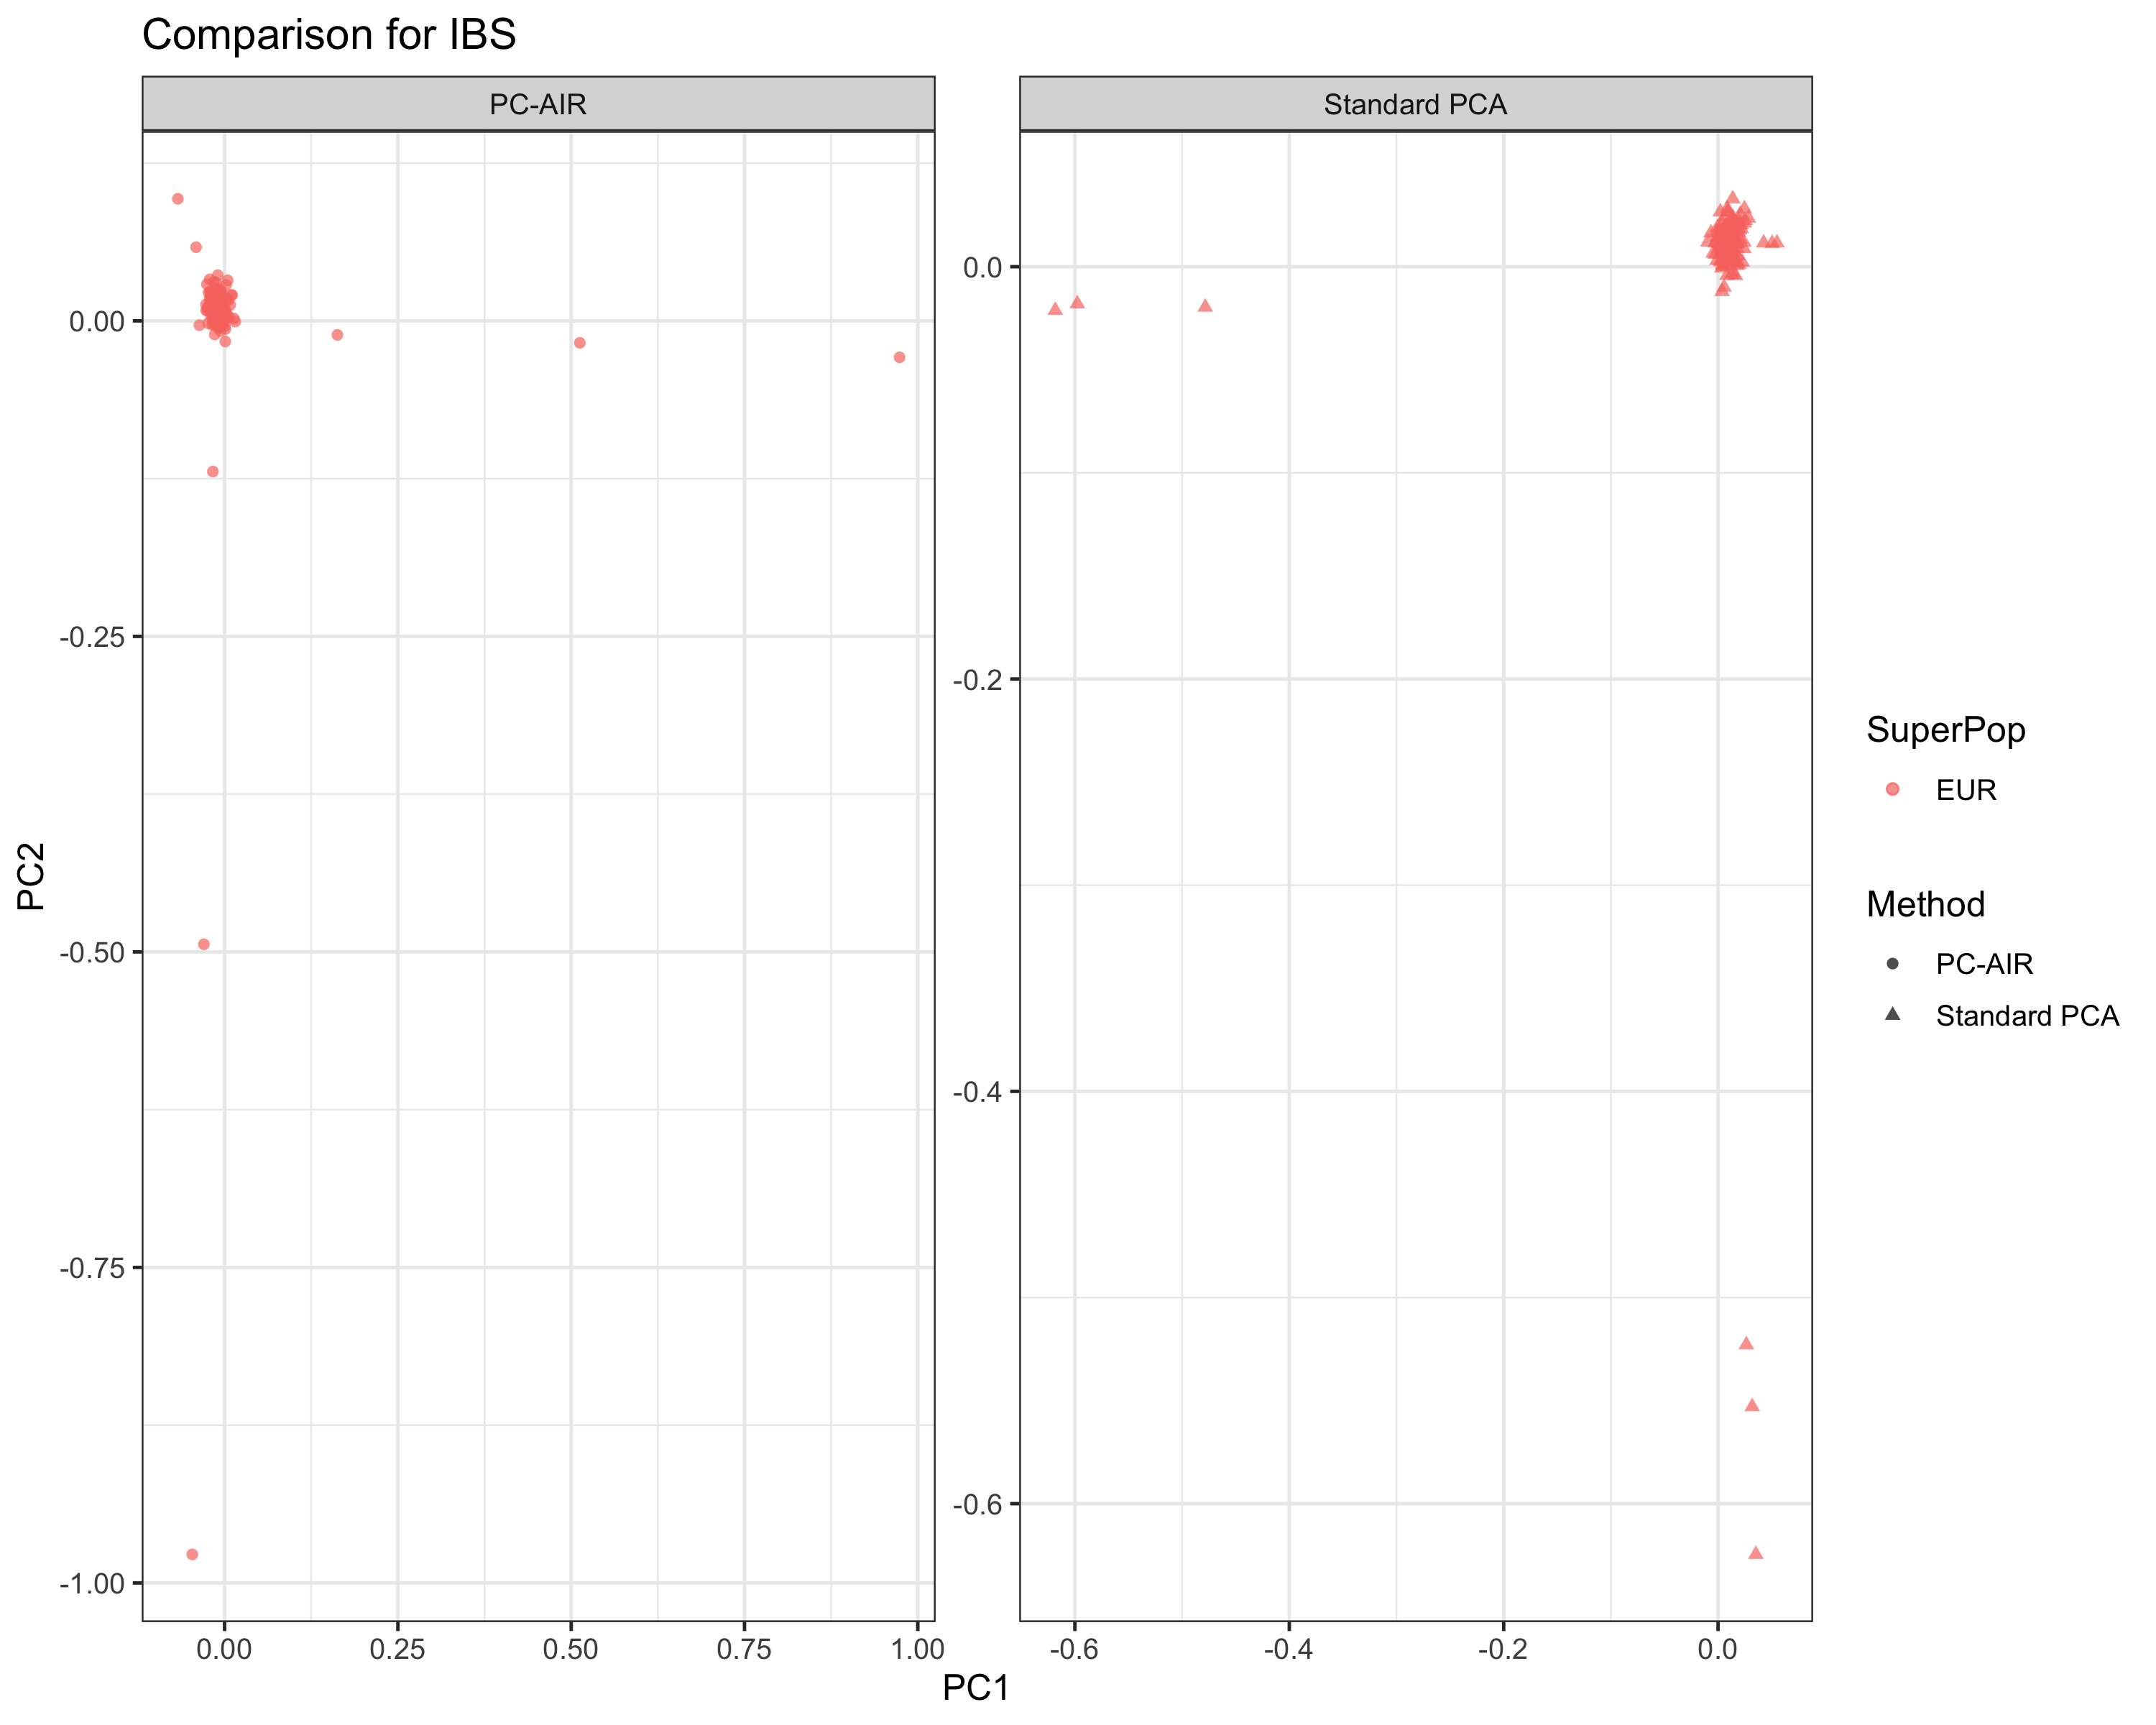 Comparison for IBS
PC-AIR
Standard PCA
PC2
0.00
-0.25
-0.50
-0.75
-1.00
0.0
-0.2
-0.4
-0.6
0.00 0.25 0.50 0.75 1.00
-0.6 -0.4 -0.2 0.0
PC1
SuperPop
EUR
Method
PC-AIR
Standard PCA